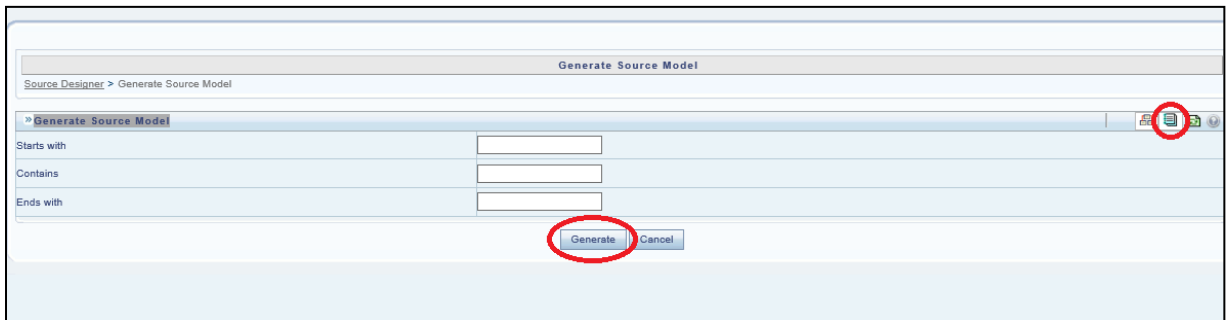 Generate Source Model
Source Designer > Generate Source Model
»Generate Source Model
Starts with
Contains
Ends with
Generate Cancel